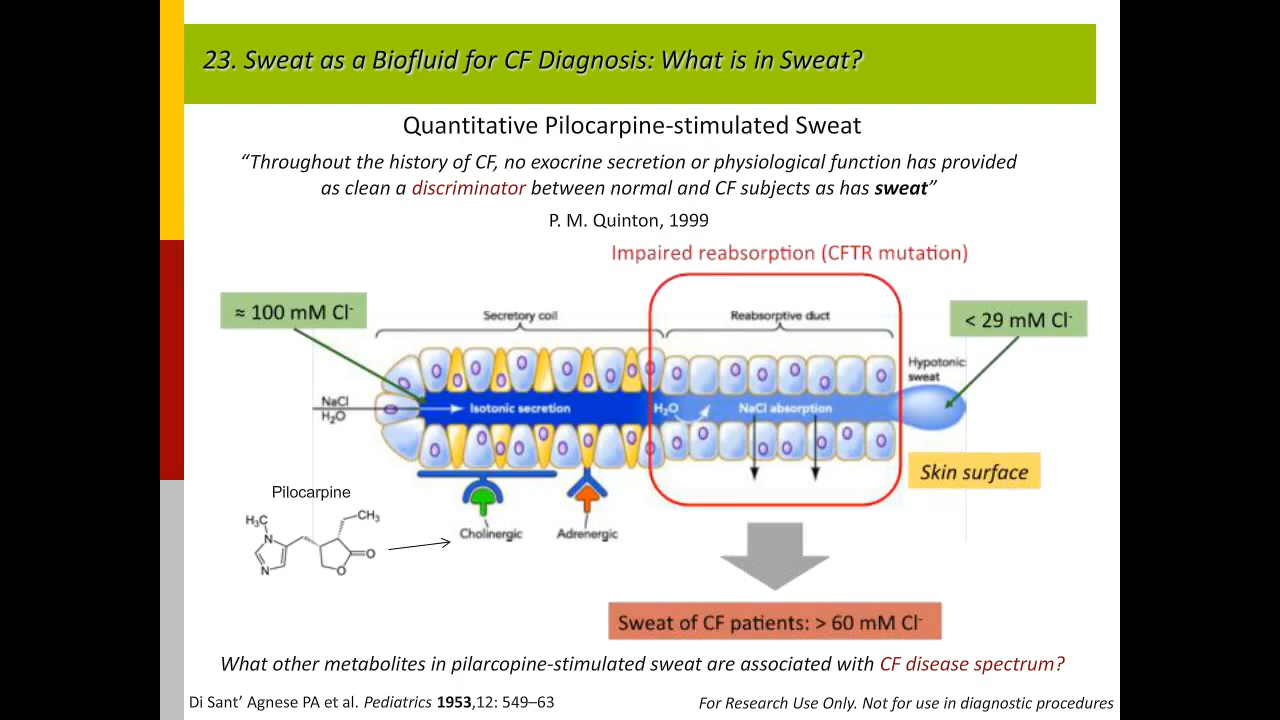 23. Sweat as a Biofluid for CF Diagnosis: What is in Sweat?
Quantitative Pilocarpine-stimulated Sweat
“Throughout the history of CF, no exocrine secretion or physiological function has provided
as clean a discriminator between normal and CF subjects as has sweat”
P. M. Quinton, 1999
Impaired reabsorption (CFTR mutation)
≈ 100 mM Cl⁻
Secretory coil
Reabsorptive duct
< 29 mM Cl⁻
Hypotonic
sweat
NaCl
H₂O
Isotonic secretion
H₂O
NaCl absorption
Skin surface
Pilocarpine
H₃C
CH₃
N
O
N
O
Cholinergic
Adrenergic
Sweat of CF patients: > 60 mM Cl⁻
What other metabolites in pilarcopine-stimulated sweat are associated with CF disease spectrum?
Di Sant’ Agnese PA et al. Pediatrics 1953,12: 549–63
For Research Use Only. Not for use in diagnostic procedures